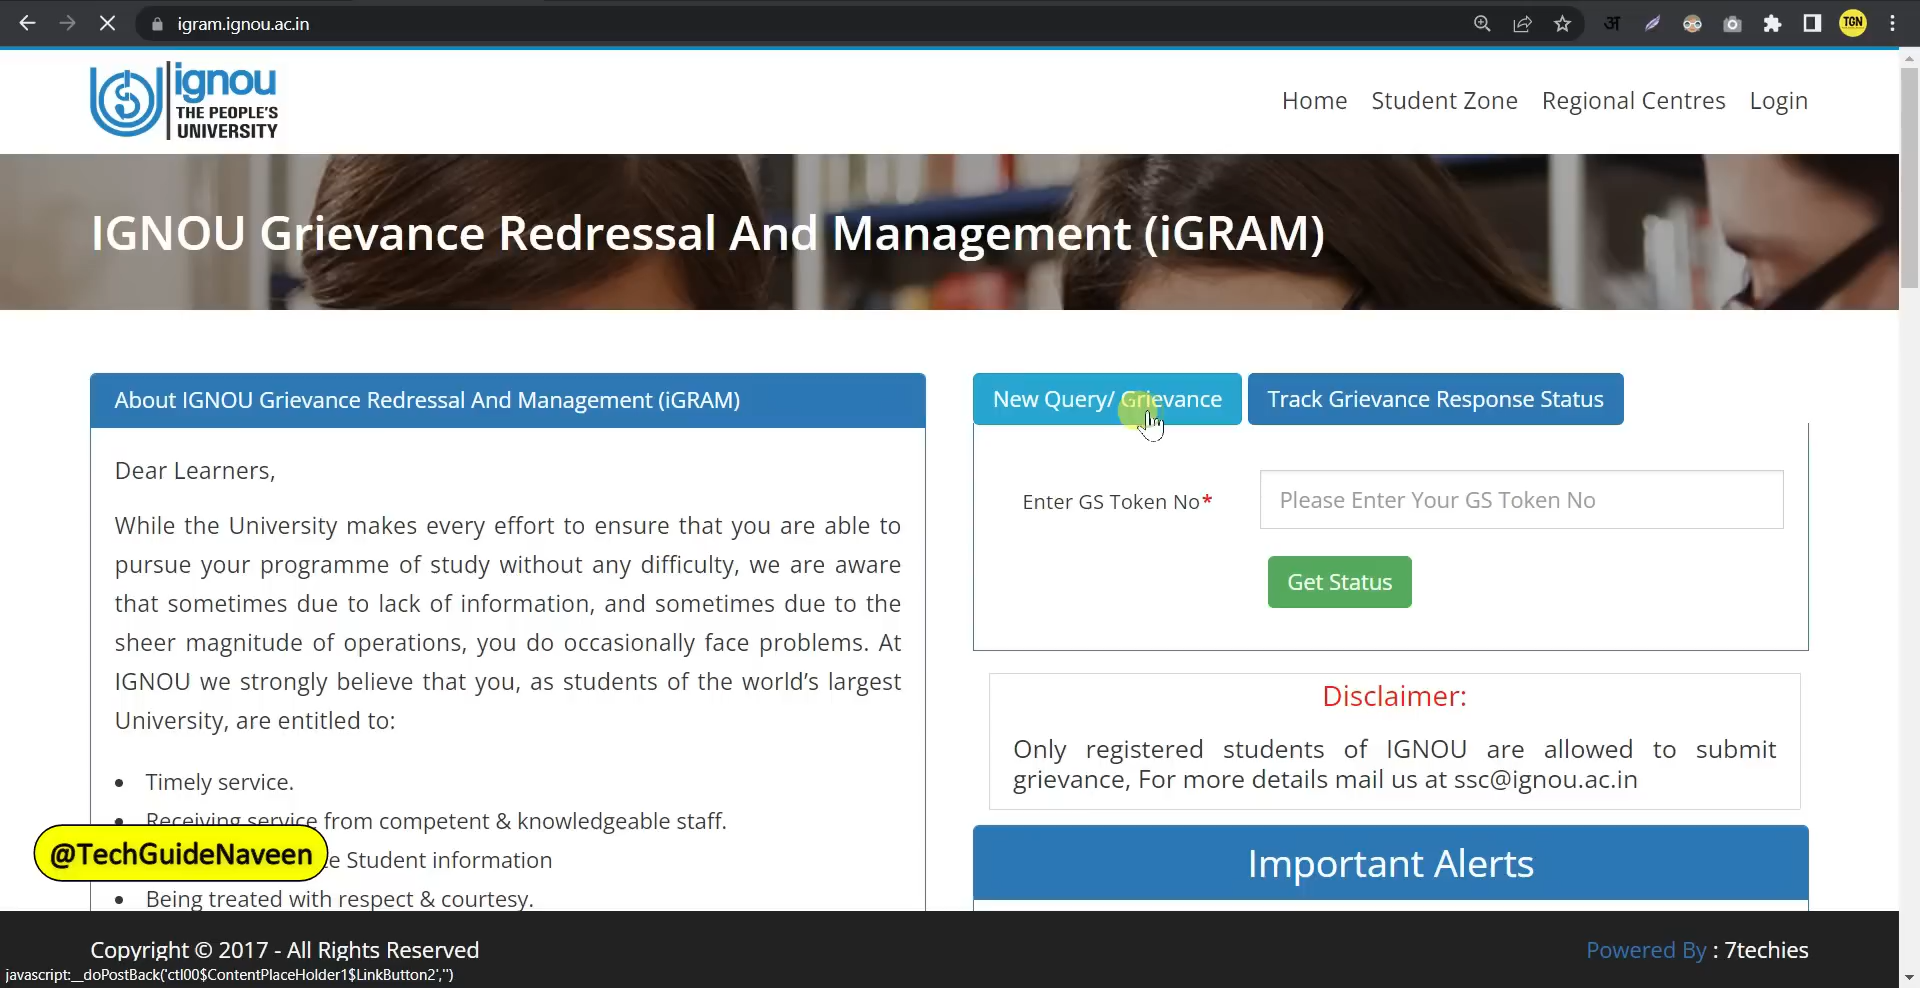 igram.ignou.ac.in
TGN
ignou
THE PEOPLE'S
UNIVERSITY
Home Student Zone Regional Centres Login
IGNOU Grievance Redressal And Management (iGRAM)
About IGNOU Grievance Redressal And Management (iGRAM)
Dear Learners,
While the University makes every effort to ensure that you are able to
pursue your programme of study without any difficulty, we are aware
that sometimes due to lack of information, and sometimes due to the
sheer magnitude of operations, you do occasionally face problems. At
IGNOU we strongly believe that you, as students of the world's largest
University, are entitled to:
Timely service.
Receiving service from competent & knowledgeable staff.
Student information
Being treated with respect & courtesy.
@TechGuideNaveen
New Query/ Grievance Track Grievance Response Status
Enter GS Token No* Please Enter Your GS Token No
Get Status
Disclaimer:
Only registered students of IGNOU are allowed to submit
grievance, For more details mail us at ssc@ignou.ac.in
Important Alerts
Copyright © 2017 - All Rights Reserved
Powered By : 7techies
javascript:__doPostBack('ctl00$ContentPlaceHolder1$LinkButton2','')